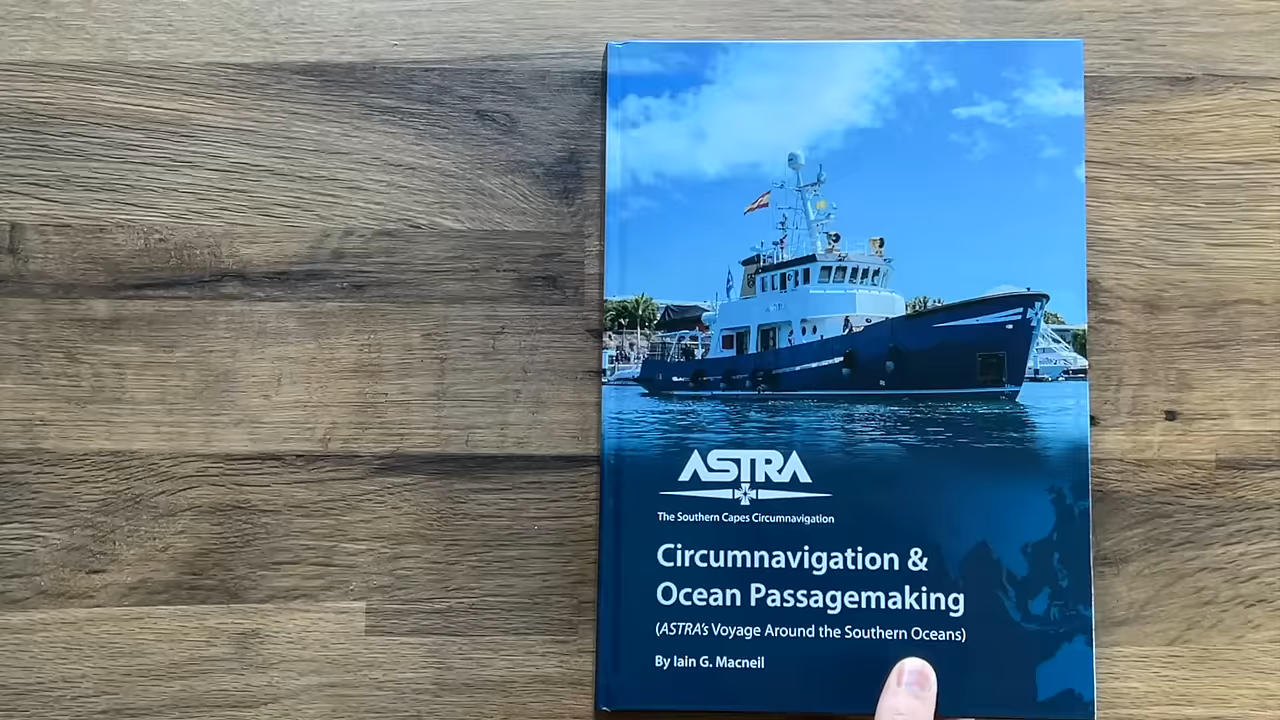 ASTRA
The Southern Capes Circumnavigation
Circumnavigation &
Ocean Passagemaking
(ASTRA's Voyage Around the Southern Oceans)
By Iain G. Macneil